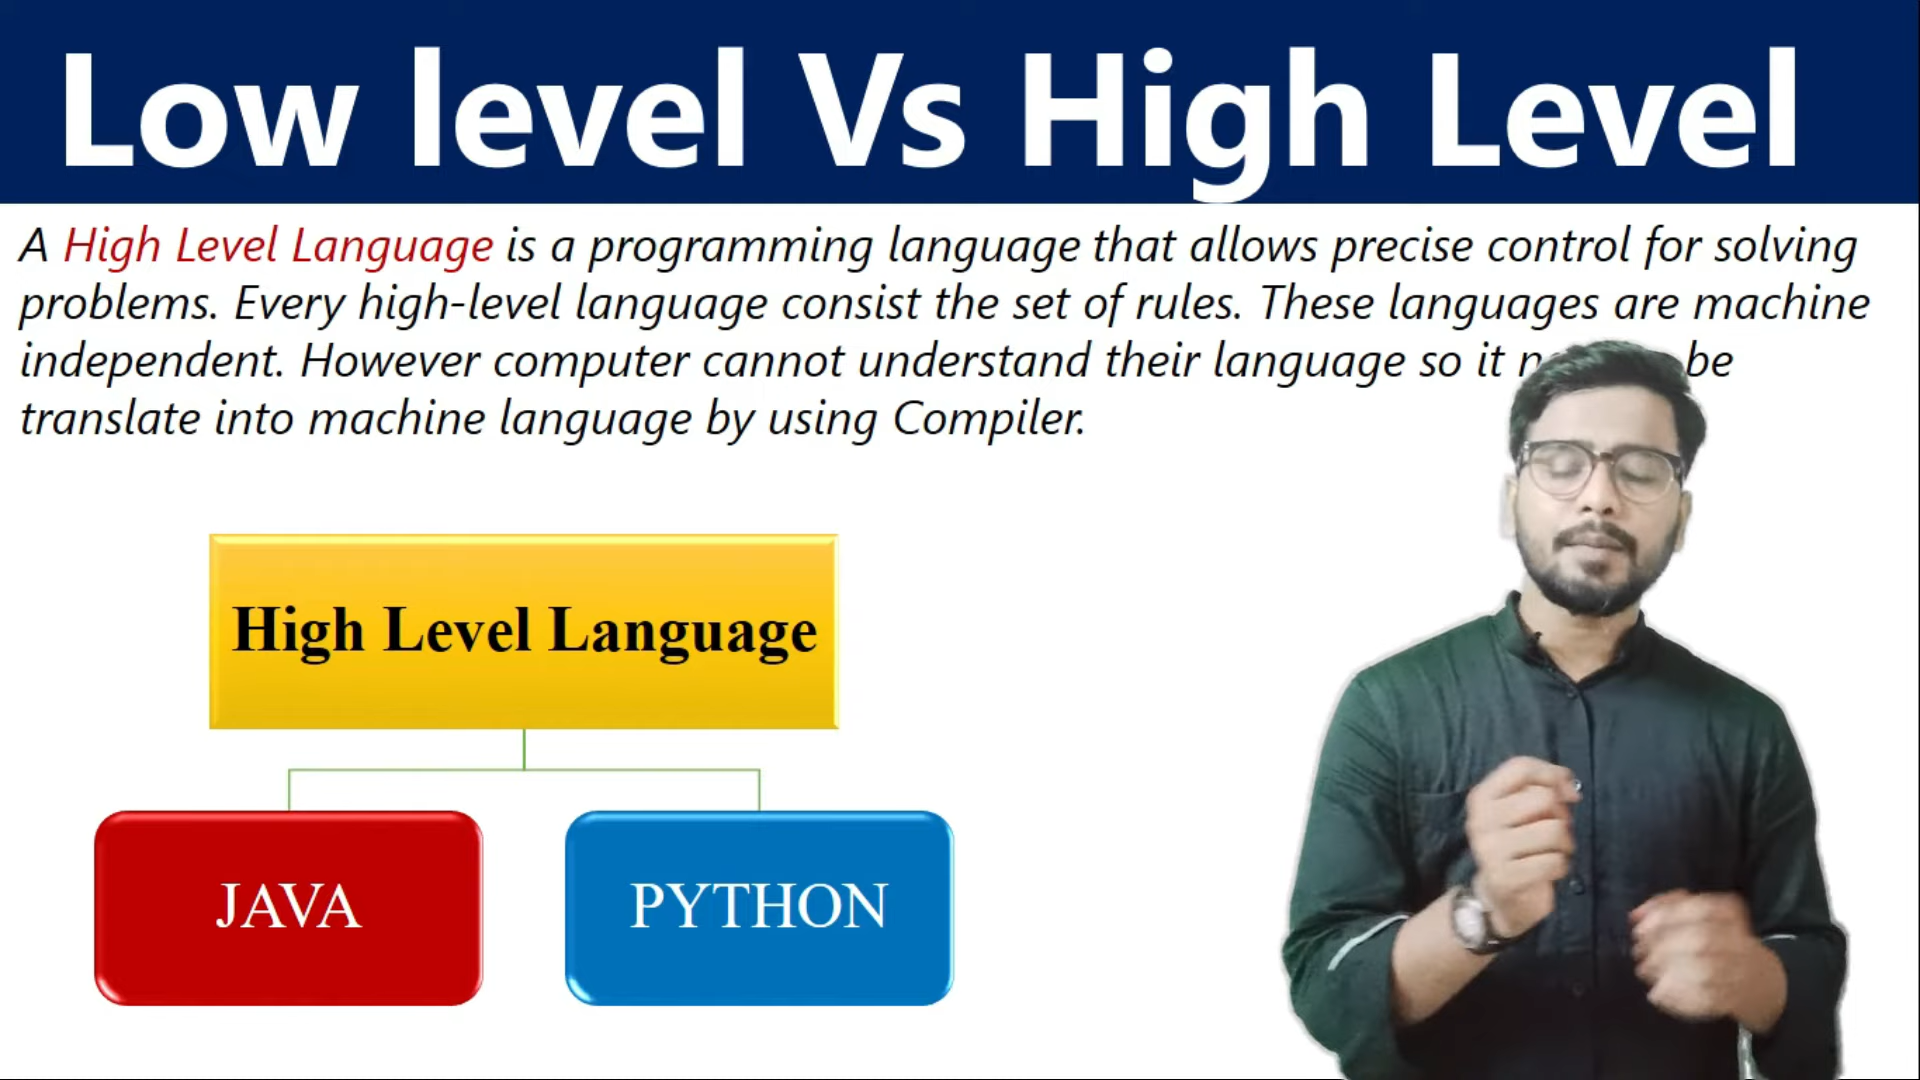 Low level Vs High Level
A High Level Language is a programming language that allows precise control for solving
problems. Every high-level language consist the set of rules. These languages are machine
independent. However computer cannot understand their language so it be
translate into machine language by using Compiler.
High Level Language
JAVA
PYTHON